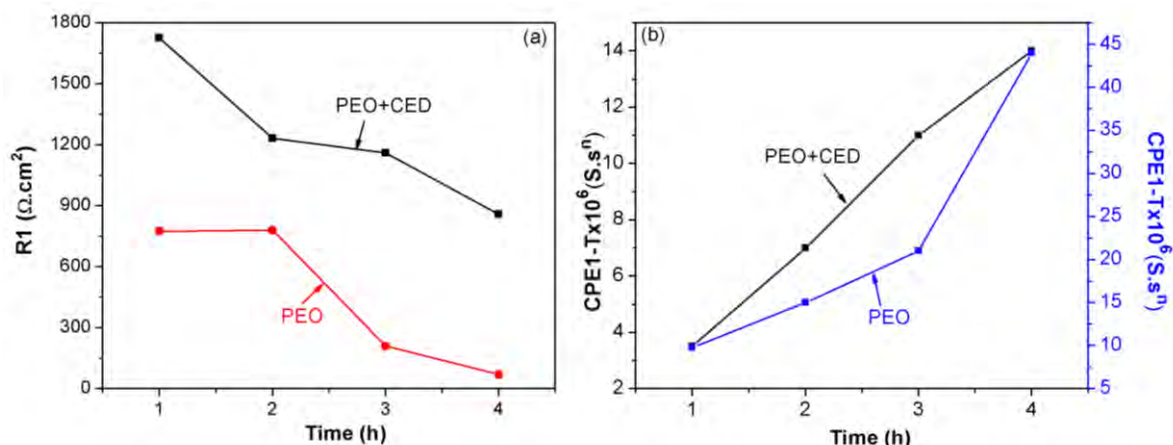 (a)
R1 (Ω.cm²)
1800
1500
1200
900
600
300
0
PEO+CED
PEO
1 2 3 4
Time (h)
(b)
CPE1-Tx10⁶(S.sⁿ)
14
12
10
8
6
4
2
PEO+CED
PEO
45
40
35
30
25
20
15
10
5
CPE1-Tx10⁶(S.sⁿ)
1 2 3 4
Time (h)